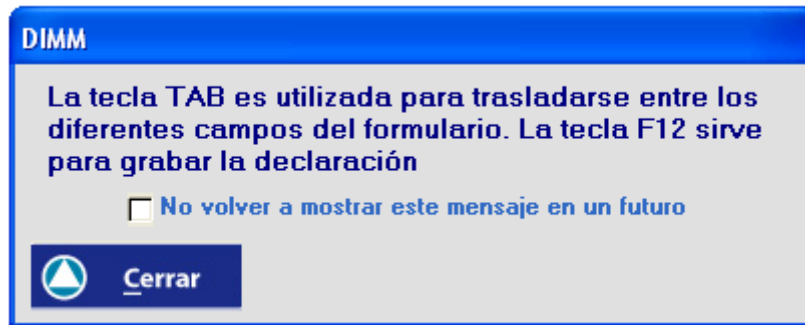 DIMM
La tecla TAB es utilizada para trasladarse entre los
diferentes campos del formulario. La tecla F12 sirve
para grabar la declaración
No volver a mostrar este mensaje en un futuro
Cerrar